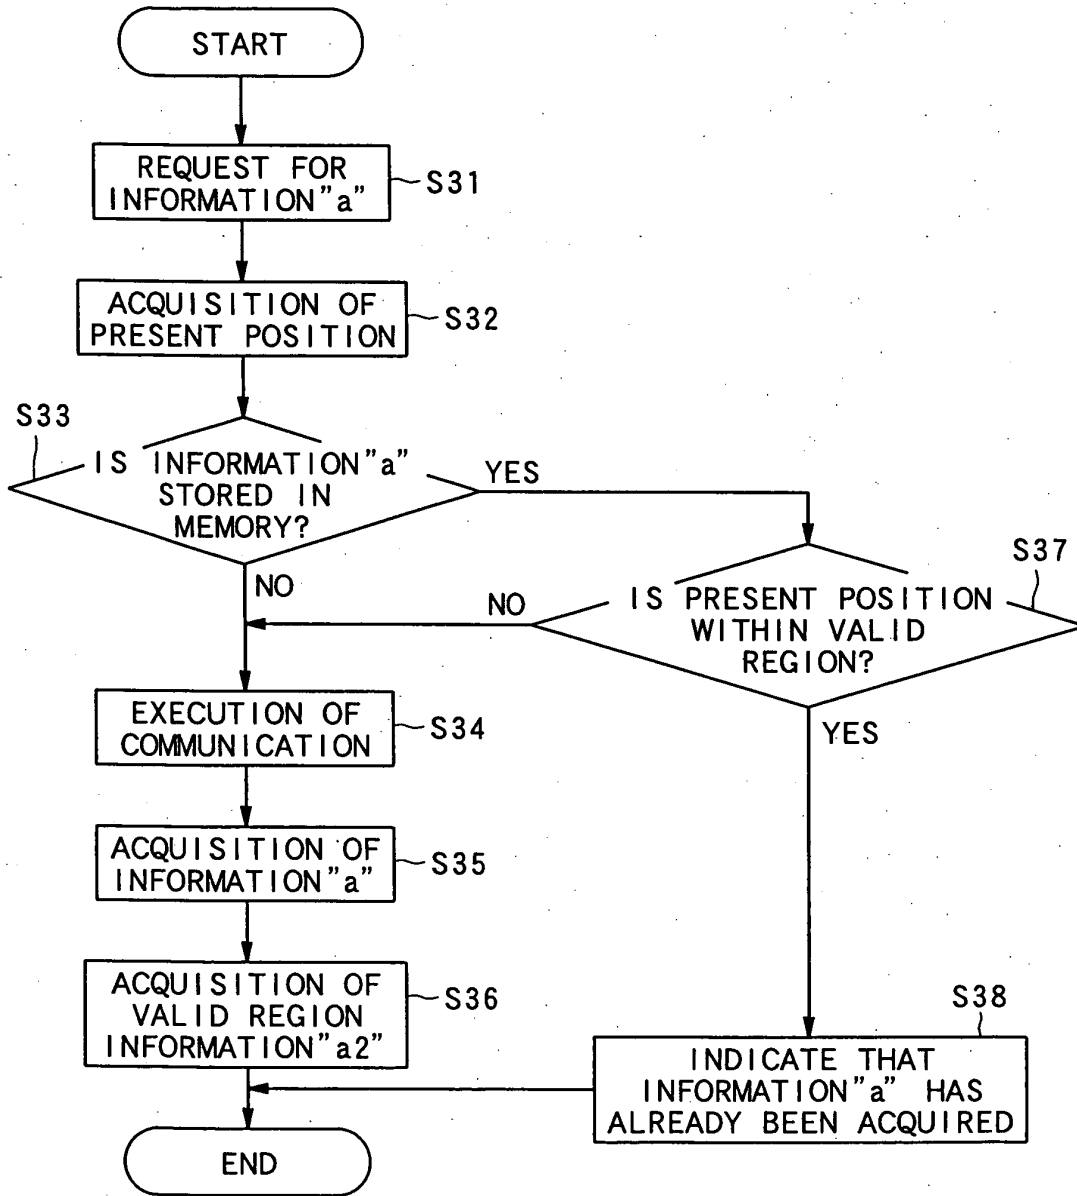 START
REQUEST FOR
INFORMATION"a"
S31
ACQUISITION OF
PRESENT POSITION
S32
S33
IS INFORMATION"a"
STORED IN
MEMORY?
YES
NO
S37
IS PRESENT POSITION
WITHIN VALID
REGION?
NO
YES
EXECUTION OF
COMMUNICATION
S34
ACQUISITION OF
INFORMATION"a"
S35
ACQUISITION OF
VALID REGION
INFORMATION"a2"
S36
S38
INDICATE THAT
INFORMATION"a" HAS
ALREADY BEEN ACQUIRED
END